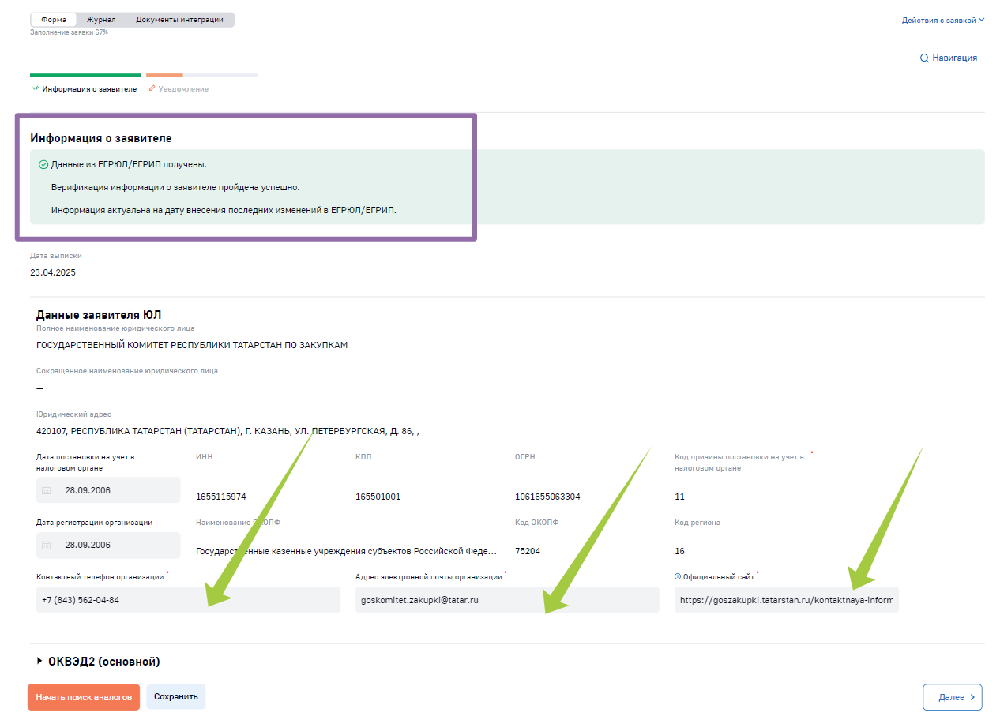 Форма Журнал Документы интеграции Действия с заявкой
Заполнение заявки 67%
Навигация
Информация о заявителе Уведомление
Информация о заявителе
Данные из ЕГРЮЛ/ЕГРИП получены.
Верификация информации о заявителе пройдена успешно.
Информация актуальна на дату внесения последних изменений в ЕГРЮЛ/ЕГРИП.
Дата выписки
23.04.2025
Данные заявителя ЮЛ
Полное наименование юридического лица
ГОСУДАРСТВЕННЫЙ КОМИТЕТ РЕСПУБЛИКИ ТАТАРСТАН ПО ЗАКУПКАМ
Сокращенное наименование юридического лица
—
Юридический адрес
420107, РЕСПУБЛИКА ТАТАРСТАН (ТАТАРСТАН), Г. КАЗАНЬ, УЛ. ПЕТЕРБУРГСКАЯ, Д. 86, ,
Дата постановки на учет в налоговом органе
28.09.2006
ИНН
1655115974
КПП
165501001
ОГРН
1061655063304
Код причины постановки на учет в налоговом органе *
11
Дата регистрации организации
28.09.2006
Наименование ОКОПФ
Государственные казенные учреждения субъектов Российской Феде...
Код ОКОПФ
75204
Код региона
16
Контактный телефон организации *
+7 (843) 562-04-84
Адрес электронной почты организации *
goskomitet.zakupki@tatar.ru
Официальный сайт *
https://goszakupki.tatarstan.ru/kontaktnaya-inform
ОКВЭД2 (основной)
Начать поиск аналогов Сохранить Далее